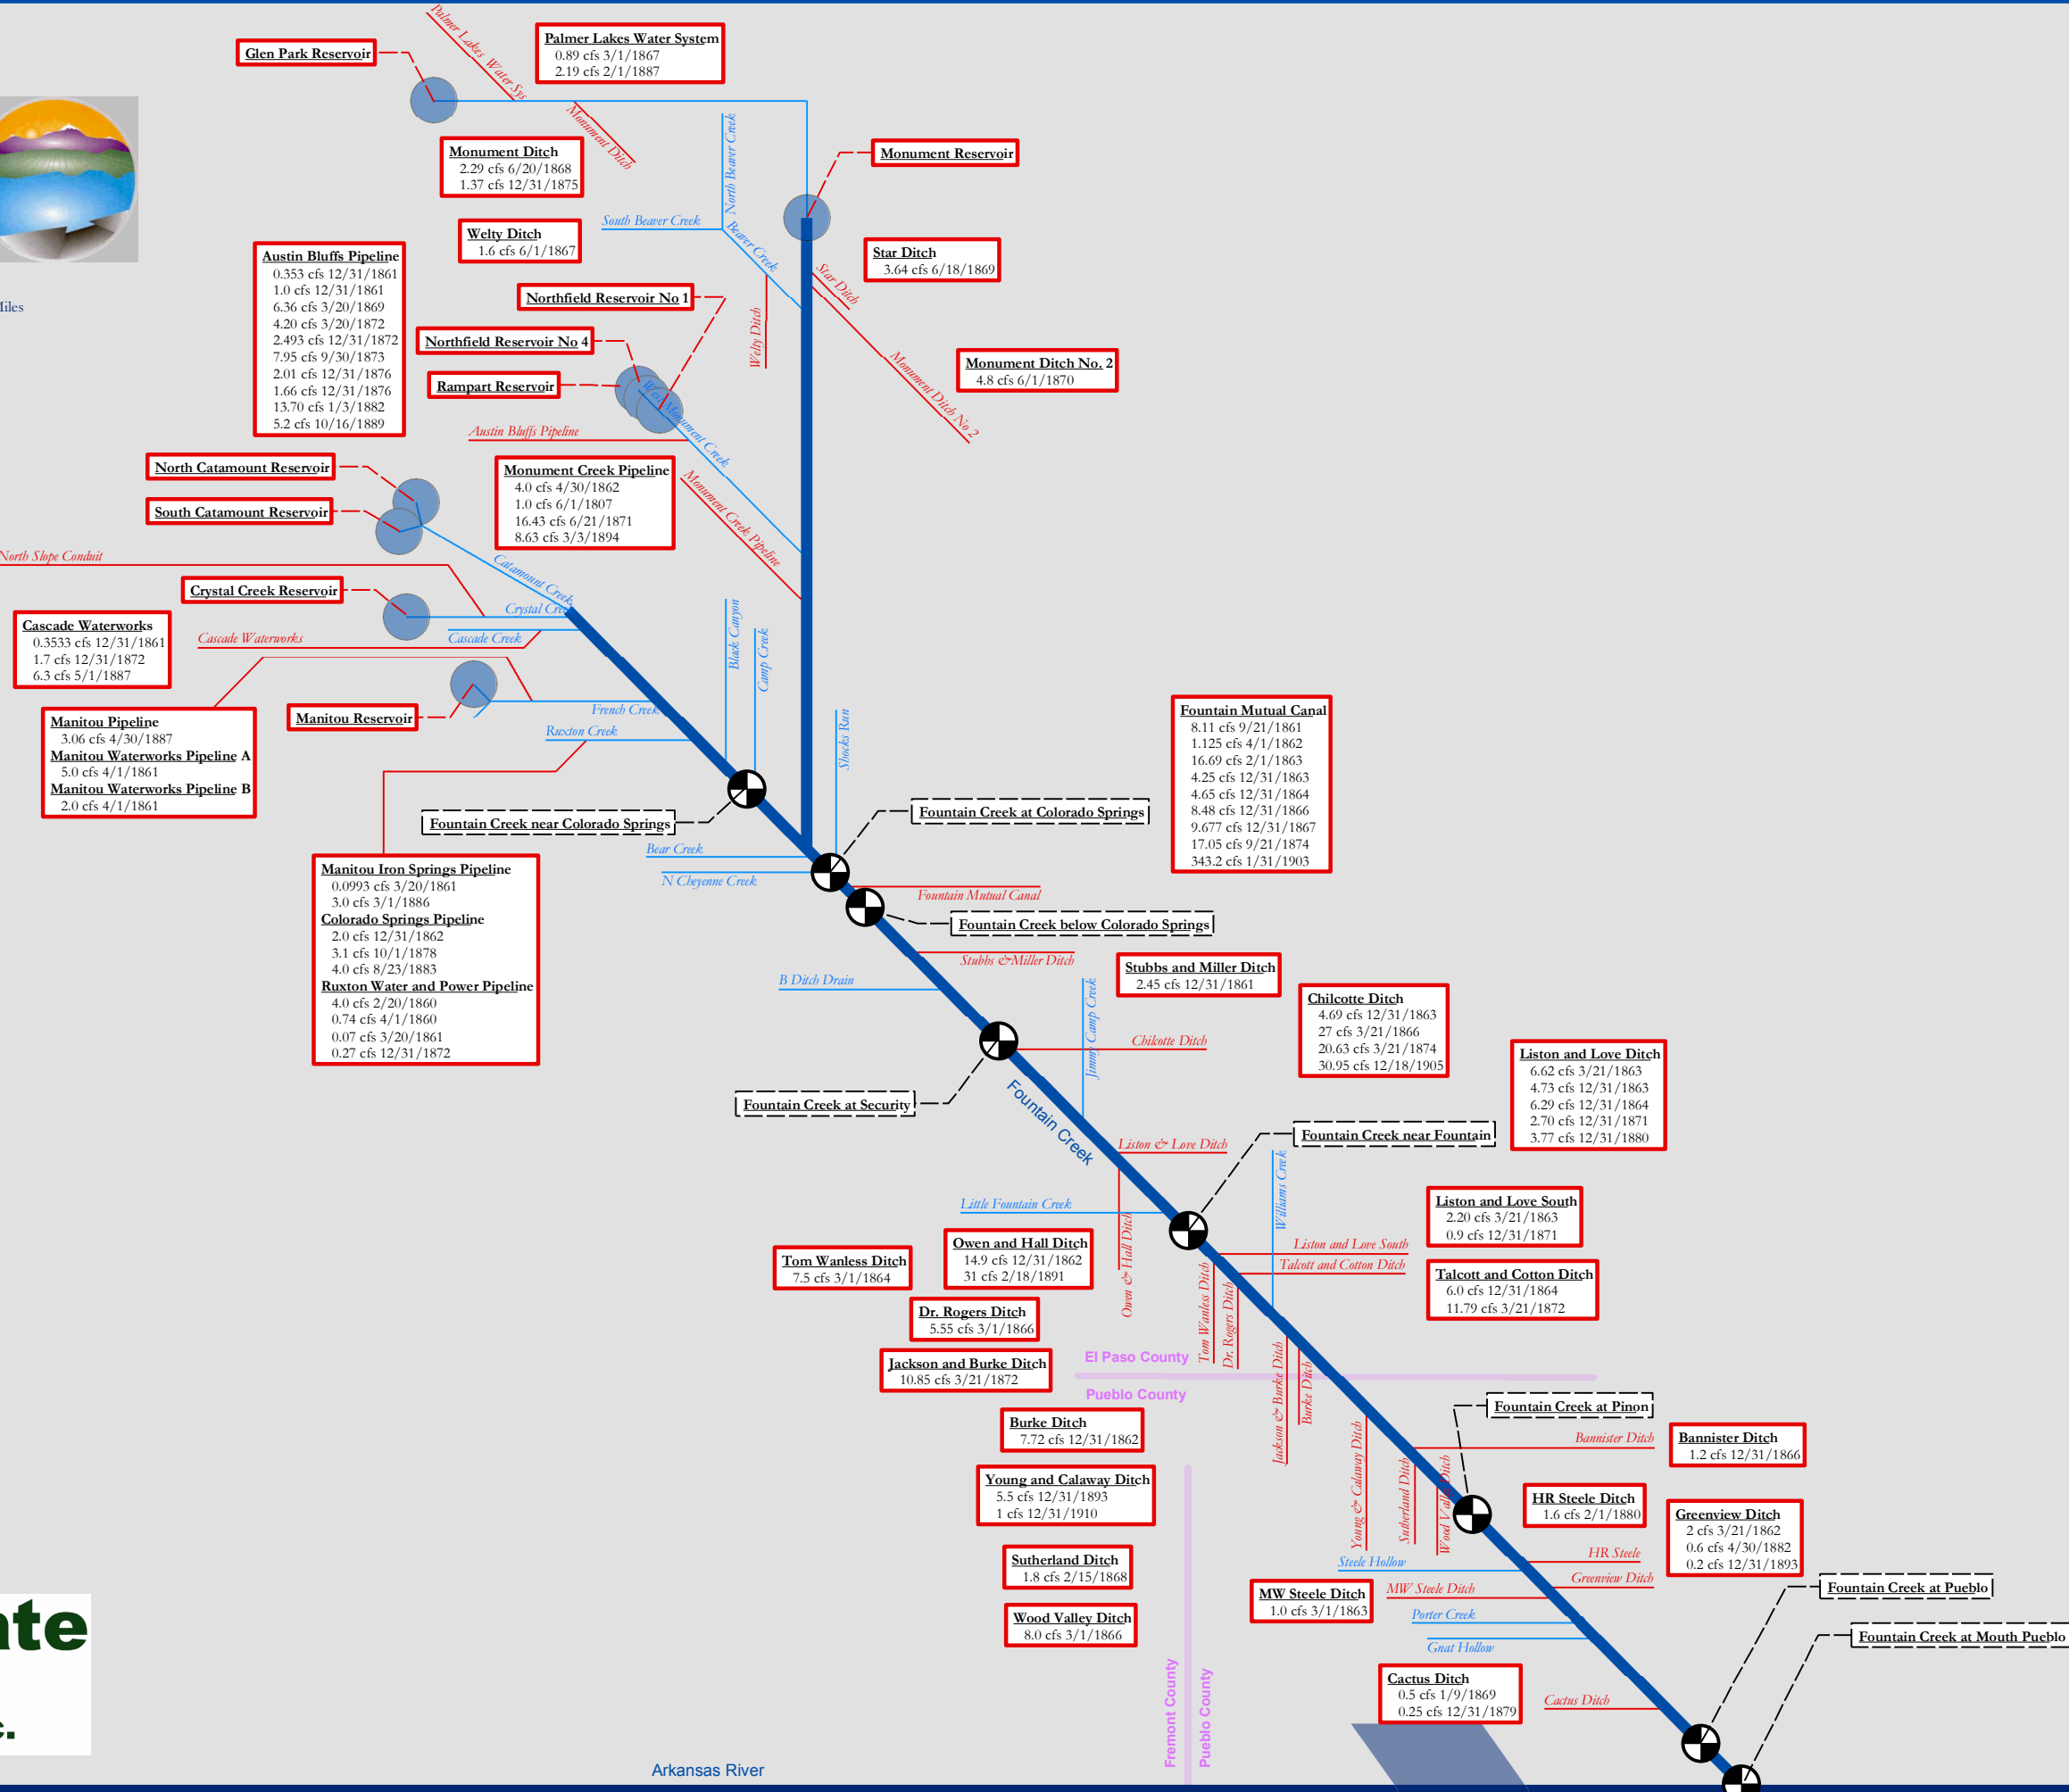 Palmer Lakes Water Sys
Glen Park Reservoir
Palmer Lakes Water System
0.89 cfs 3/1/1867
2.19 cfs 2/1/1887
Monument Ditch
Monument Ditch
2.29 cfs 6/20/1868
1.37 cfs 12/31/1875
North Beaver Creek
Monument Reservoir
South Beaver Creek
Beaver Creek
Welty Ditch
1.6 cfs 6/1/1867
Star Ditch
3.64 cfs 6/18/1869
Star Ditch
Austin Bluffs Pipeline
0.353 cfs 12/31/1861
1.0 cfs 12/31/1861
6.36 cfs 3/20/1869
4.20 cfs 3/20/1872
2.493 cfs 12/31/1872
7.95 cfs 9/30/1873
2.01 cfs 12/31/1876
1.66 cfs 12/31/1876
13.70 cfs 1/3/1882
5.2 cfs 10/16/1889
Miles
Northfield Reservoir No 1
Northfield Reservoir No 4
Rampart Reservoir
Welty Ditch
Monument Ditch No. 2
4.8 cfs 6/1/1870
Monument Ditch No 2
West Monument Creek
Austin Bluffs Pipeline
North Catamount Reservoir
South Catamount Reservoir
Monument Creek Pipeline
4.0 cfs 4/30/1862
1.0 cfs 6/1/1807
16.43 cfs 6/21/1871
8.63 cfs 3/3/1894
Monument Creek Pipeline
North Slope Conduit
Catamount Creek
Crystal Creek Reservoir
Crystal Cree
Cascade Waterworks
0.3533 cfs 12/31/1861
1.7 cfs 12/31/1872
6.3 cfs 5/1/1887
Cascade Waterworks
Cascade Creek
Black Canyon
Camp Creek
Manitou Pipeline
3.06 cfs 4/30/1887
Manitou Waterworks Pipeline A
5.0 cfs 4/1/1861
Manitou Waterworks Pipeline B
2.0 cfs 4/1/1861
Manitou Reservoir
French Creek
Ruxton Creek
Shocks Run
Fountain Mutual Canal
8.11 cfs 9/21/1861
1.125 cfs 4/1/1862
16.69 cfs 2/1/1863
4.25 cfs 12/31/1863
4.65 cfs 12/31/1864
8.48 cfs 12/31/1866
9.677 cfs 12/31/1867
17.05 cfs 9/21/1874
343.2 cfs 1/31/1903
Fountain Creek near Colorado Springs
Fountain Creek at Colorado Springs
Bear Creek
N Cheyenne Creek
Fountain Mutual Canal
Manitou Iron Springs Pipeline
0.0993 cfs 3/20/1861
3.0 cfs 3/1/1886
Colorado Springs Pipeline
2.0 cfs 12/31/1862
3.1 cfs 10/1/1878
4.0 cfs 8/23/1883
Ruxton Water and Power Pipeline
4.0 cfs 2/20/1860
0.74 cfs 4/1/1860
0.07 cfs 3/20/1861
0.27 cfs 12/31/1872
Fountain Creek below Colorado Springs
Stubbs &Miller Ditch
Stubbs and Miller Ditch
2.45 cfs 12/31/1861
B Ditch Drain
Jimmy Camp Creek
Chilcotte Ditch
4.69 cfs 12/31/1863
27 cfs 3/21/1866
20.63 cfs 3/21/1874
30.95 cfs 12/18/1905
Chilcotte Ditch
Liston and Love Ditch
6.62 cfs 3/21/1863
4.73 cfs 12/31/1863
6.29 cfs 12/31/1864
2.70 cfs 12/31/1871
3.77 cfs 12/31/1880
Fountain Creek at Security
Fountain Creek
Liston & Love Ditch
Fountain Creek near Fountain
Williams Creek
Little Fountain Creek
Owen & Hall Ditch
Liston and Love South
2.20 cfs 3/21/1863
0.9 cfs 12/31/1871
Liston and Love South
Talcott and Cotton Ditch
Talcott and Cotton Ditch
6.0 cfs 12/31/1864
11.79 cfs 3/21/1872
Tom Wanless Ditch
7.5 cfs 3/1/1864
Owen and Hall Ditch
14.9 cfs 12/31/1862
31 cfs 2/18/1891
Tom Wanless Ditch
Dr. Rogers Ditch
Dr. Rogers Ditch
5.55 cfs 3/1/1866
Jackson and Burke Ditch
10.85 cfs 3/21/1872
El Paso County
Pueblo County
Jackson & Burke Ditch
Burke Ditch
Burke Ditch
7.72 cfs 12/31/1862
Fountain Creek at Pinon
Bannister Ditch
Bannister Ditch
1.2 cfs 12/31/1866
Young and Calaway Ditch
5.5 cfs 12/31/1893
1 cfs 12/31/1910
Young & Calaway Ditch
Sutherland Ditch
Wood Valley Ditch
HR Steele Ditch
1.6 cfs 2/1/1880
Greenview Ditch
2 cfs 3/21/1862
0.6 cfs 4/30/1882
0.2 cfs 12/31/1893
Sutherland Ditch
1.8 cfs 2/15/1868
Steele Hollow
HR Steele
Greenview Ditch
MW Steele Ditch
1.0 cfs 3/1/1863
MW Steele Ditch
Fountain Creek at Pueblo
Wood Valley Ditch
8.0 cfs 3/1/1866
Porter Creek
Gnat Hollow
Fountain Creek at Mouth Pueblo
Fremont County
Pueblo County
Cactus Ditch
0.5 cfs 1/9/1869
0.25 cfs 12/31/1879
Cactus Ditch
Arkansas River